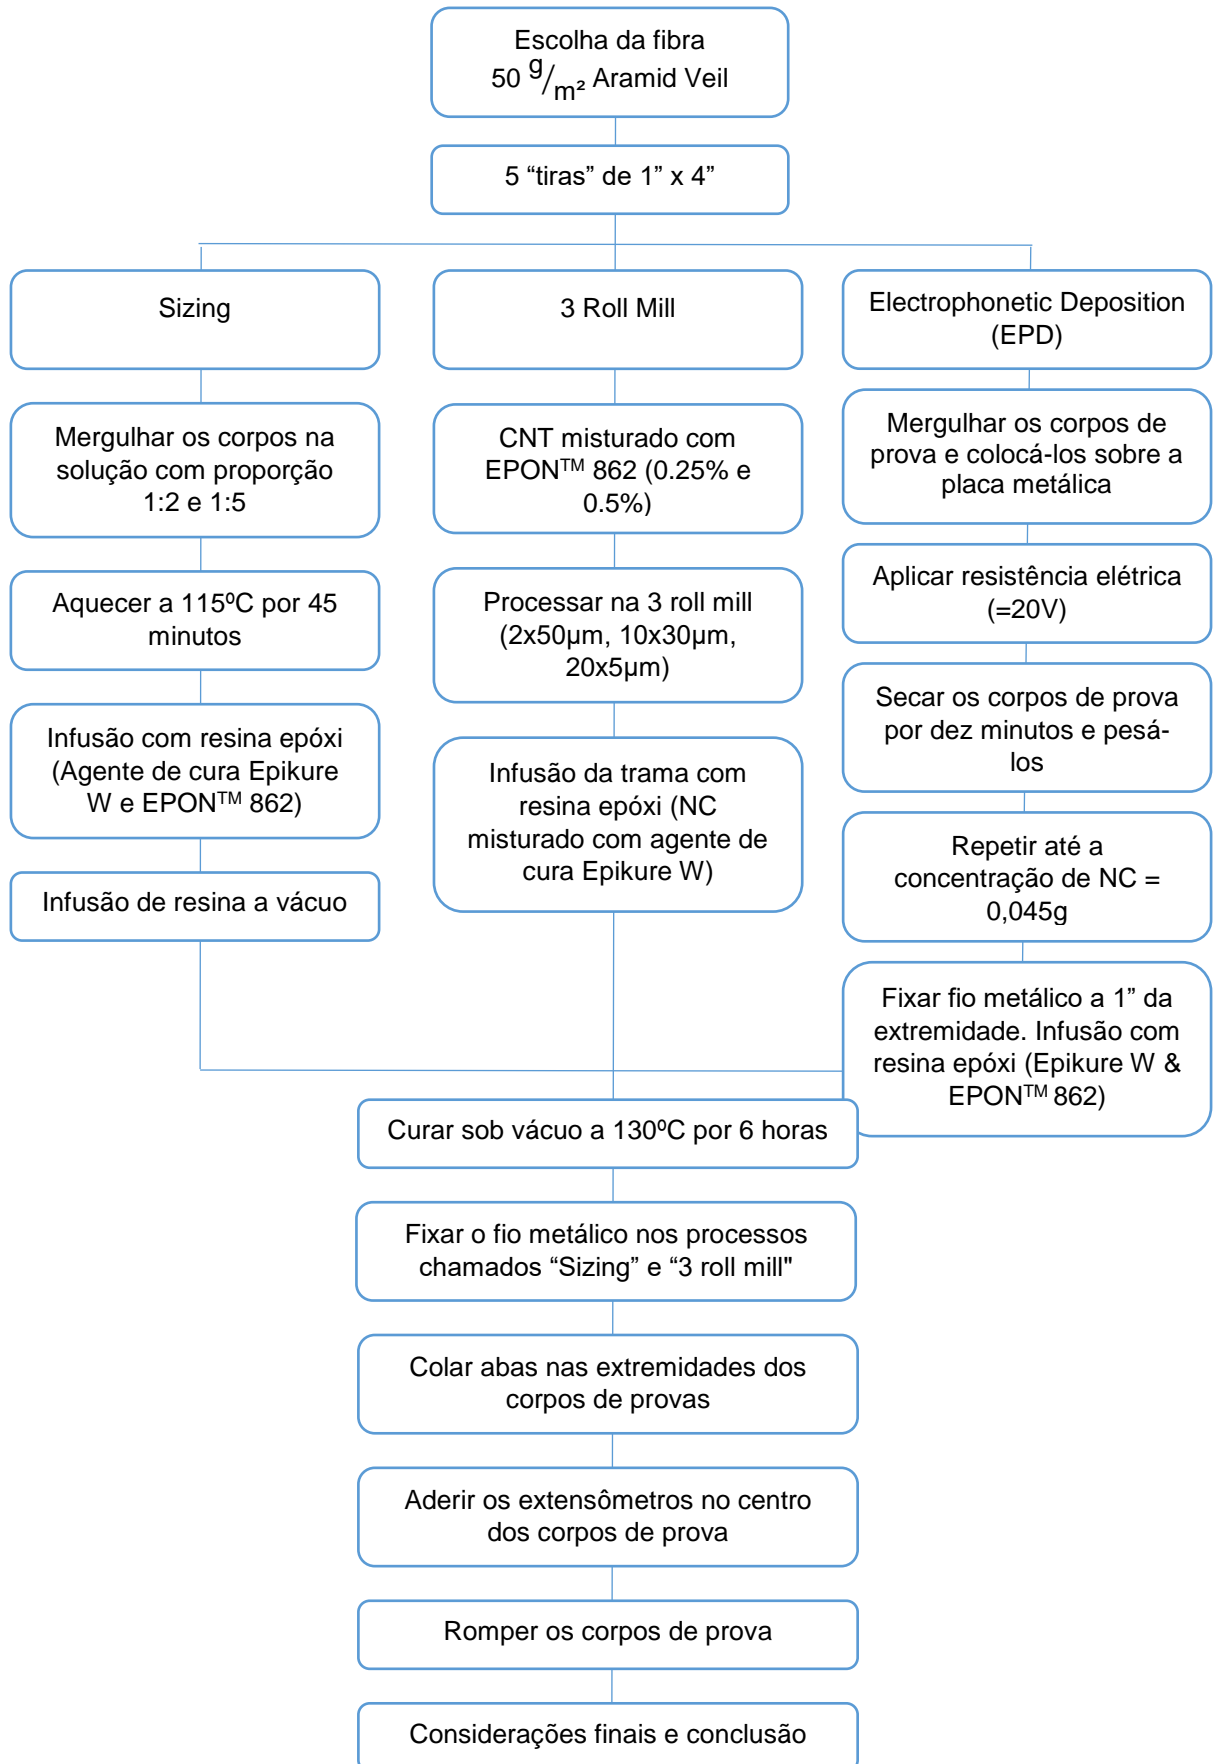 Escolha da fibra
50 g/m² Aramid Veil
5 “tiras” de 1” x 4”
Sizing
Mergulhar os corpos na
solução com proporção
1:2 e 1:5
Aquecer a 115ºC por 45
minutos
Infusão com resina epóxi
(Agente de cura Epikure
W e EPON™ 862)
Infusão de resina a vácuo
3 Roll Mill
CNT misturado com
EPON™ 862 (0.25% e
0.5%)
Processar na 3 roll mill
(2x50µm, 10x30µm,
20x5µm)
Infusão da trama com
resina epóxi (NC
misturado com agente de
cura Epikure W)
Electrophonetic Deposition
(EPD)
Mergulhar os corpos de
prova e colocá-los sobre a
placa metálica
Aplicar resistência elétrica
(=20V)
Secar os corpos de prova
por dez minutos e pesá-
los
Repetir até a
concentração de NC =
0,045g
Fixar fio metálico a 1” da
extremidade. Infusão com
resina epóxi (Epikure W &
EPON™ 862)
Curar sob vácuo a 130ºC por 6 horas
Fixar o fio metálico nos processos
chamados “Sizing” e “3 roll mill"
Colar abas nas extremidades dos
corpos de provas
Aderir os extensômetros no centro
dos corpos de prova
Romper os corpos de prova
Considerações finais e conclusão